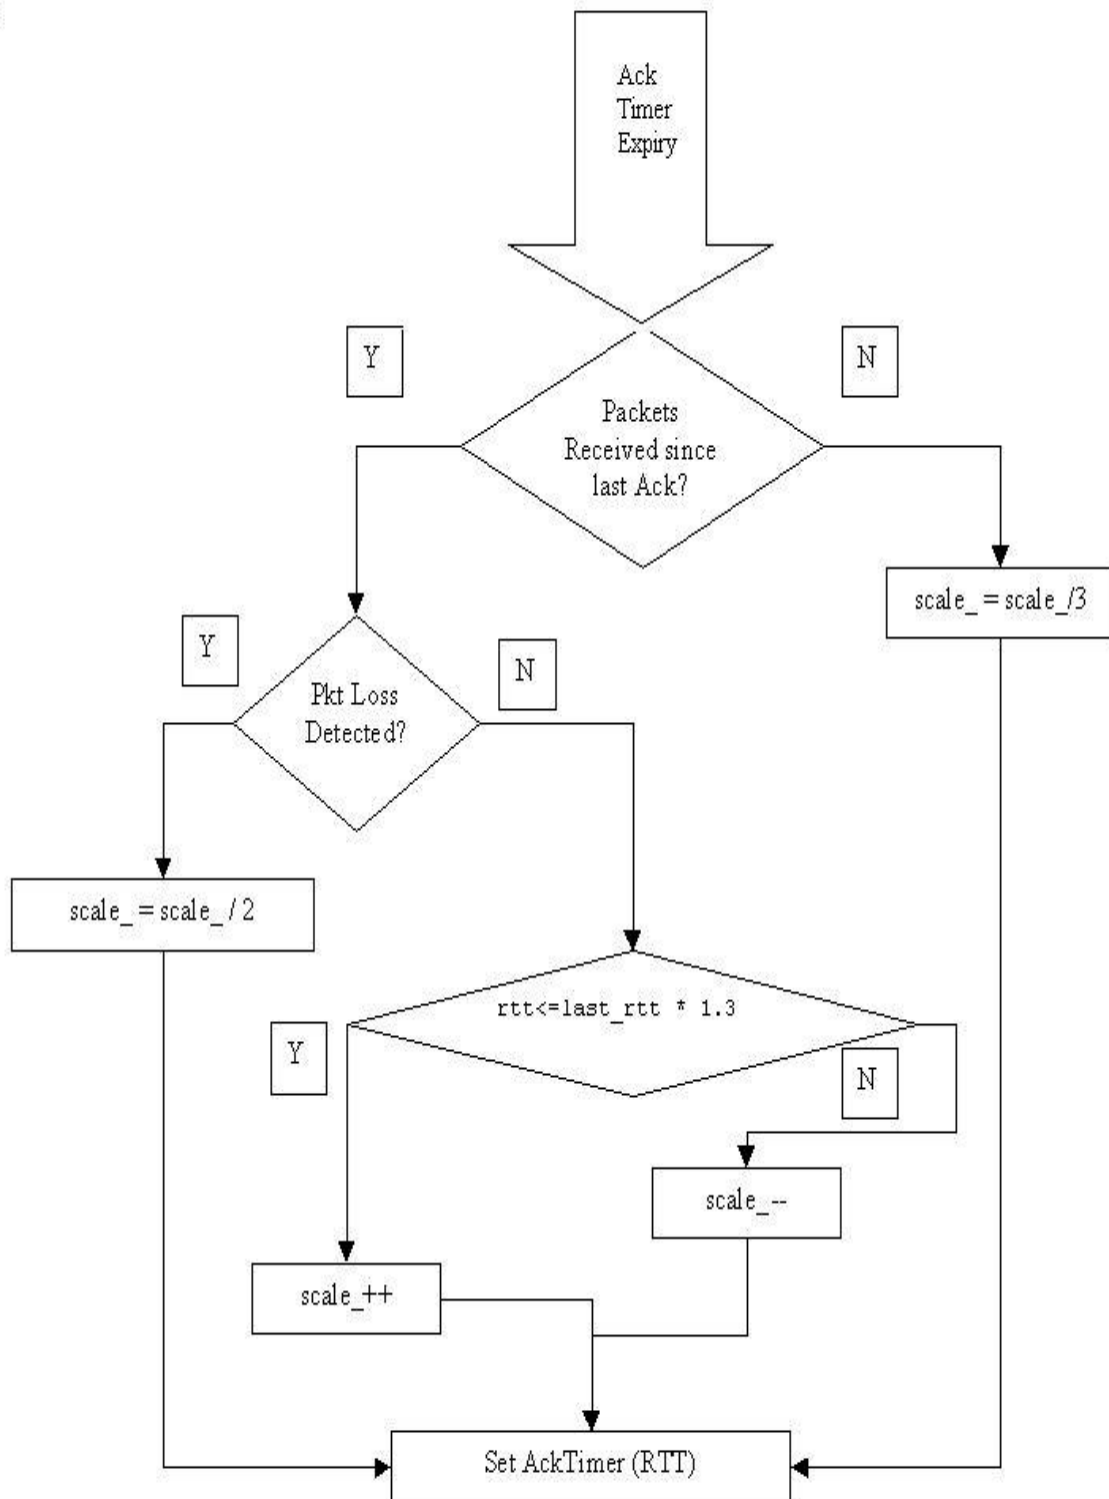 Ack
Timer
Expiry
Y
N
Packets
Received since
last Ack?
scale_ = scale_/3
Y
N
Pkt Loss
Detected?
scale_ = scale_ / 2
rtt<=last_rtt * 1.3
Y
N
scale_--
scale_++
Set AckTimer (RTT)